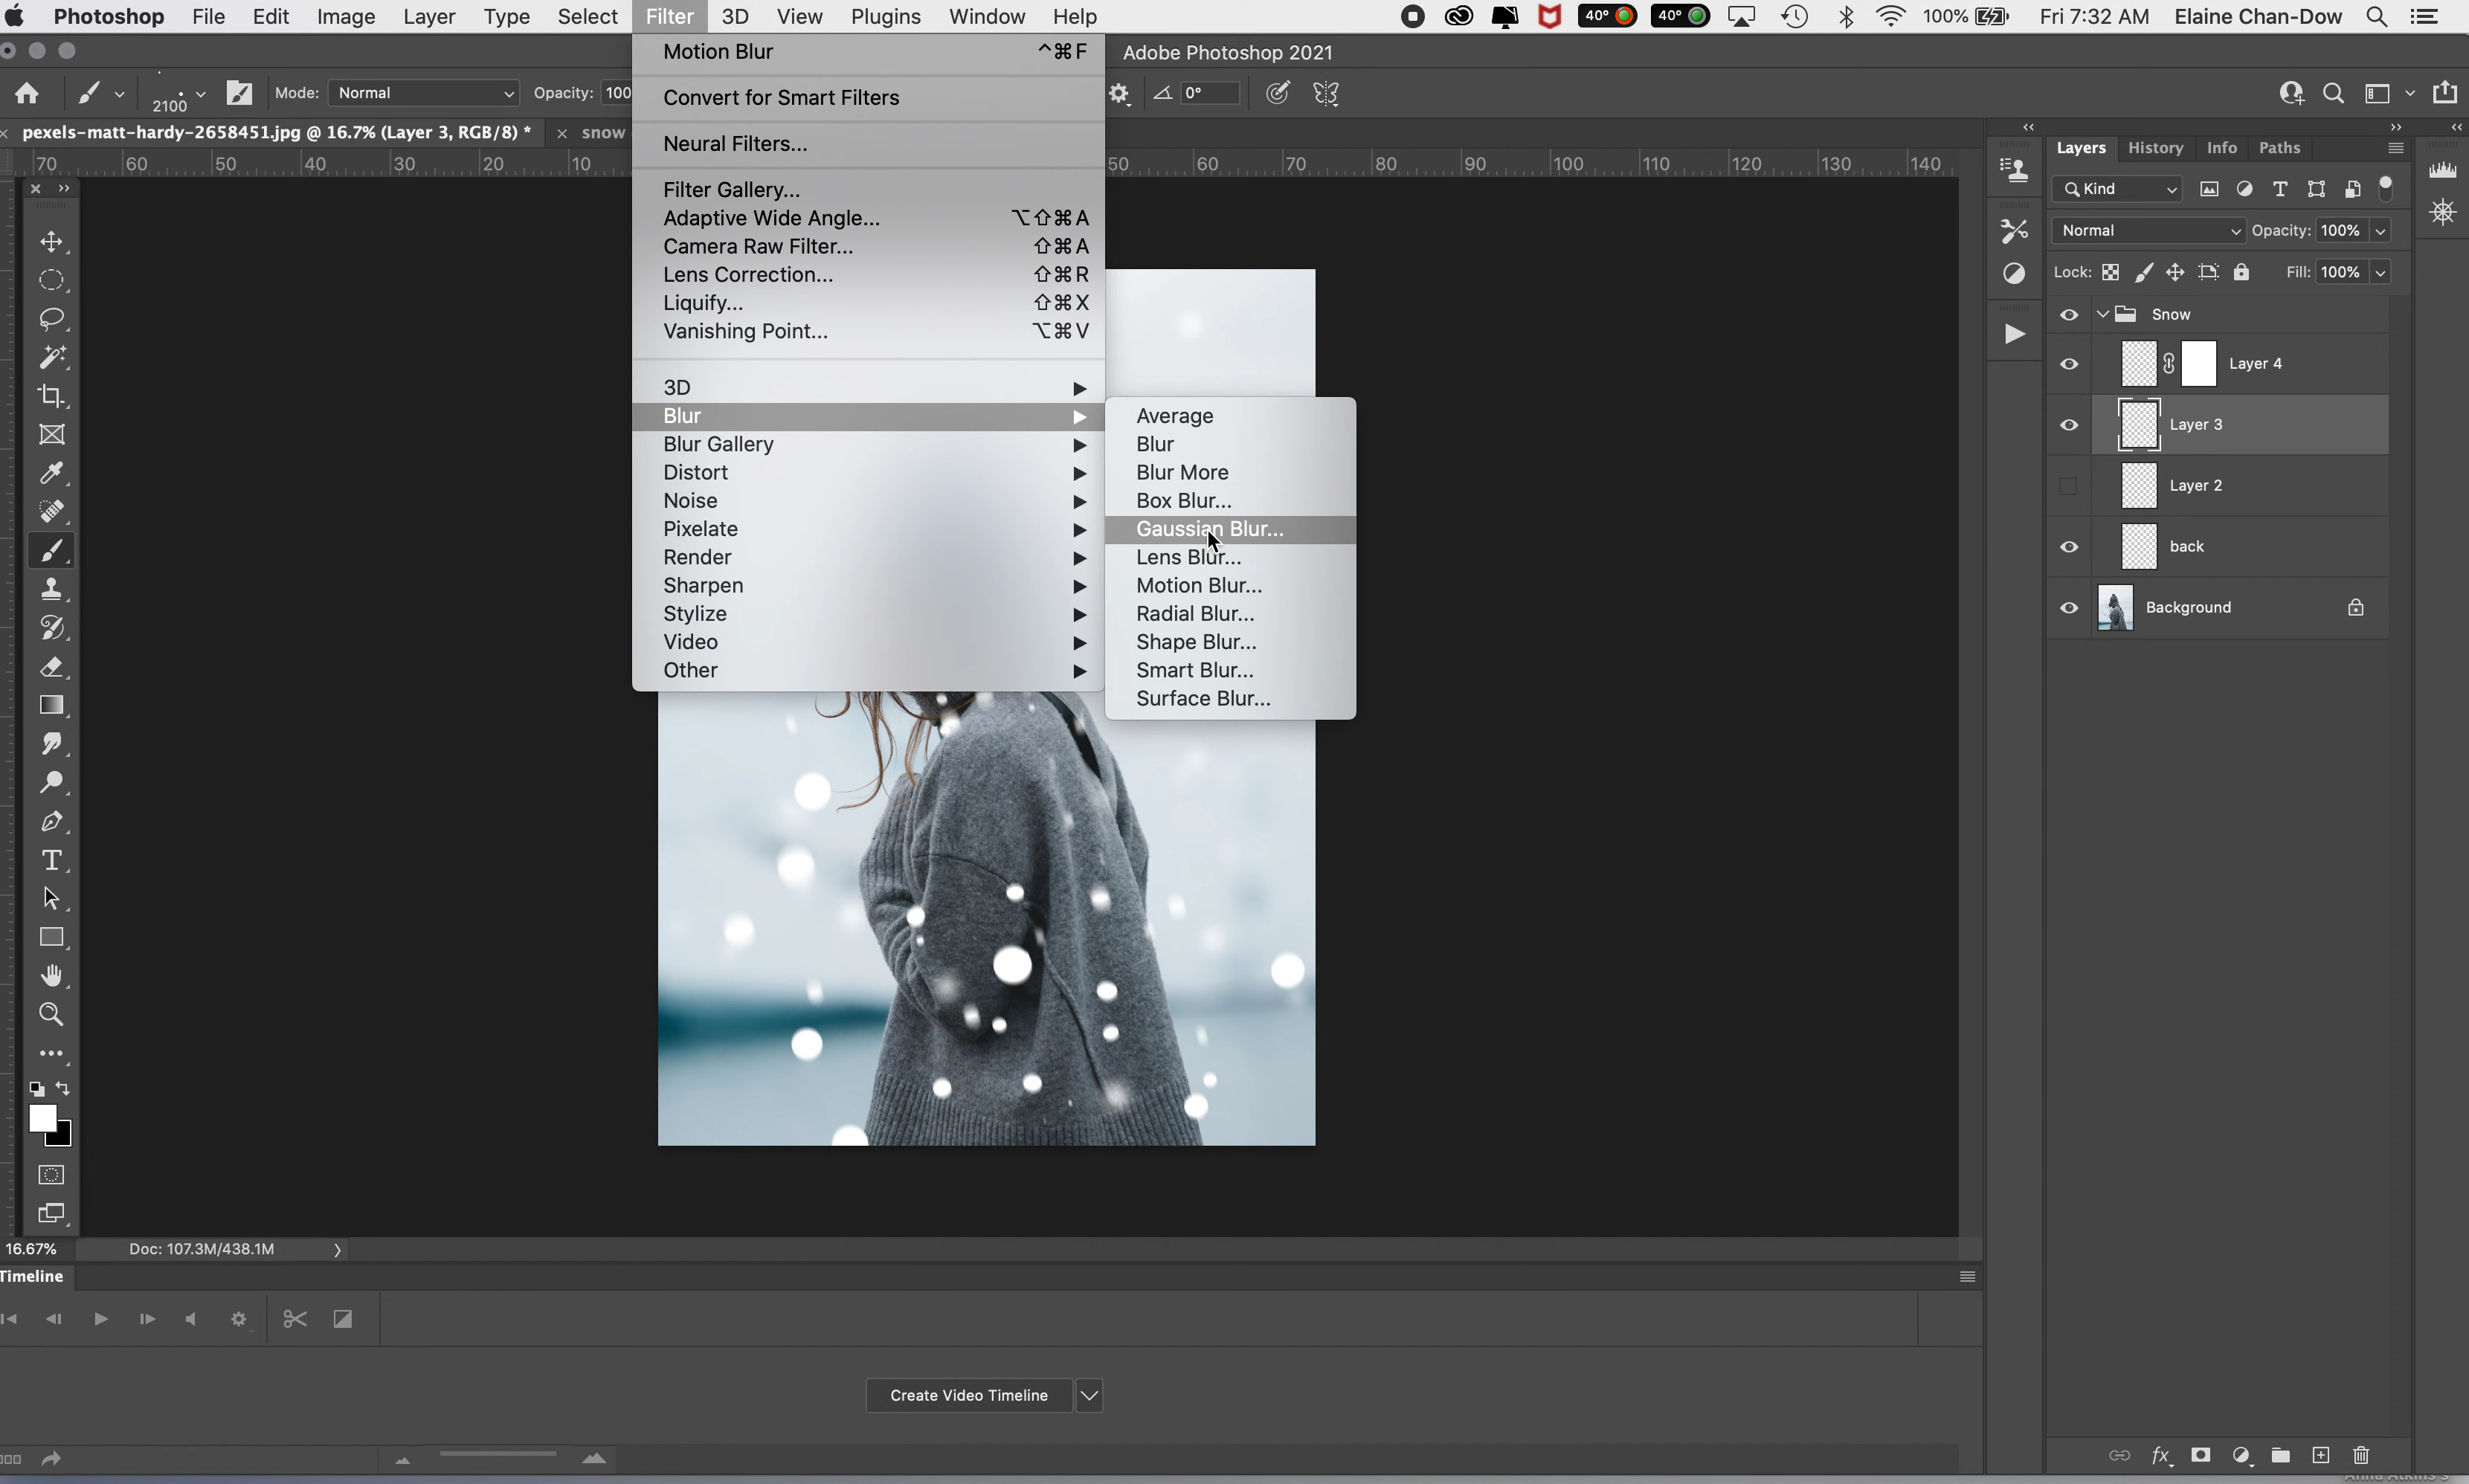 Photoshop File Edit Image Layer Type Select Filter 3D View Plugins Window Help 40° 40° 100% Fri 7:32 AM Elaine Chan-Dow
Adobe Photoshop 2021
2100 Mode: Normal Opacity: 100 0°
pexels-matt-hardy-2658451.jpg @ 16.7% (Layer 3, RGB/8) * snow
70 60 50 40 30 20 10 50 60 70 80 90 100 110 120 130 140
Motion Blur ^⌘F
Convert for Smart Filters
Neural Filters...
Filter Gallery...
Adaptive Wide Angle... ⌥⇧⌘A
Camera Raw Filter... ⇧⌘A
Lens Correction... ⇧⌘R
Liquify... ⇧⌘X
Vanishing Point... ⌥⌘V
3D
Blur
Blur Gallery
Distort
Noise
Pixelate
Render
Sharpen
Stylize
Video
Other
Average
Blur
Blur More
Box Blur...
Gaussian Blur...
Lens Blur...
Motion Blur...
Radial Blur...
Shape Blur...
Smart Blur...
Surface Blur...
Layers History Info Paths
Kind
Normal Opacity: 100%
Lock: Fill: 100%
Snow
Layer 4
Layer 3
Layer 2
back
Background
16.67% Doc: 107.3M/438.1M
Timeline
Create Video Timeline
fx